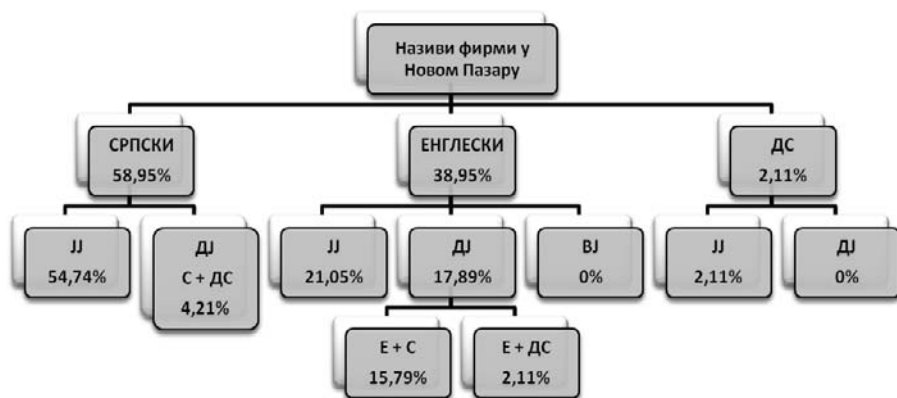 Називи фирми у
Новом Пазару
СРПСКИ
58,95%
ЕНГЛЕСКИ
38,95%
ДС
2,11%
ЈЈ
54,74%
ДЈ
С + ДС
4,21%
ЈЈ
21,05%
ДЈ
17,89%
ВЈ
0%
ЈЈ
2,11%
ДЈ
0%
Е + С
15,79%
Е + ДС
2,11%